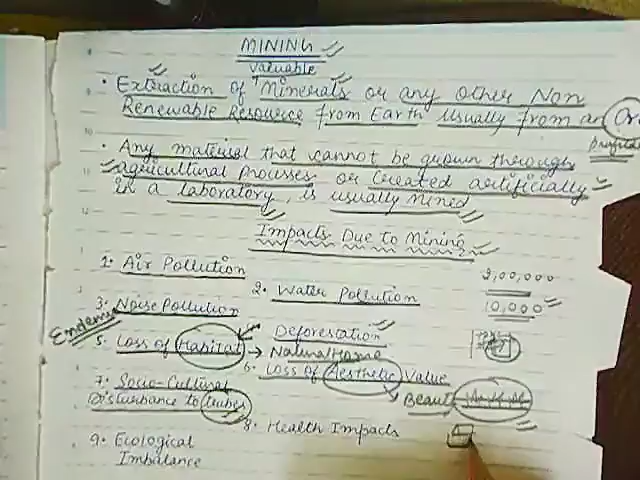 MINING
Valuable
• Extraction of Minerals or any other Non
Renewable Resource from Earth usually from an Or
profita
• Any material that cannot be grown through
agricultural processes or Created artificially
in a laboratory, is usually mined
Impacts Due to Mining
1. Air Pollution
2. Water Pollution
2,00,000
10,000
3. Noise Pollution
Endemic
Deforestation
5. Loss of Habitat → Natural Home
6. Loss of Aesthetic Value
7. Socio-Cultural
Disturbance to Tribes
Beauty
8. Health Impacts
9. Ecological
Imbalance